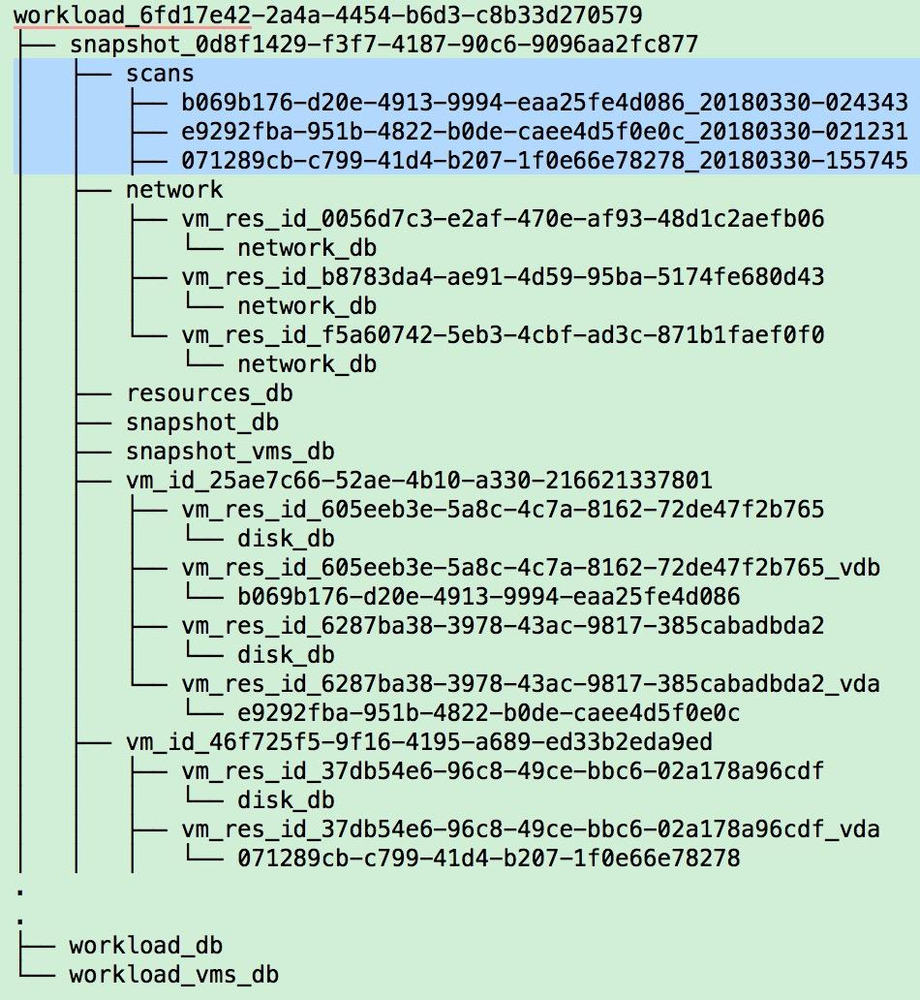 workload_6fd17e42-2a4a-4454-b6d3-c8b33d270579
├── snapshot_0d8f1429-f3f7-4187-90c6-9096aa2fc877
│   ├── scans
│   │   ├── b069b176-d20e-4913-9994-eaa25fe4d086_20180330-024343
│   │   ├── e9292fba-951b-4822-b0de-caee4d5f0e0c_20180330-021231
│   │   ├── 071289cb-c799-41d4-b207-1f0e66e78278_20180330-155745
│   ├── network
│   │   ├── vm_res_id_0056d7c3-e2af-470e-af93-48d1c2aefb06
│   │   │   └── network_db
│   │   ├── vm_res_id_b8783da4-ae91-4d59-95ba-5174fe680d43
│   │   │   └── network_db
│   │   └── vm_res_id_f5a60742-5eb3-4cbf-ad3c-871b1faef0f0
│   │       └── network_db
│   ├── resources_db
│   ├── snapshot_db
│   ├── snapshot_vms_db
│   ├── vm_id_25ae7c66-52ae-4b10-a330-216621337801
│   │   ├── vm_res_id_605eeb3e-5a8c-4c7a-8162-72de47f2b765
│   │   │   └── disk_db
│   │   ├── vm_res_id_605eeb3e-5a8c-4c7a-8162-72de47f2b765_vdb
│   │   │   └── b069b176-d20e-4913-9994-eaa25fe4d086
│   │   ├── vm_res_id_6287ba38-3978-43ac-9817-385cabadbda2
│   │   │   └── disk_db
│   │   └── vm_res_id_6287ba38-3978-43ac-9817-385cabadbda2_vda
│   │       └── e9292fba-951b-4822-b0de-caee4d5f0e0c
│   ├── vm_id_46f725f5-9f16-4195-a689-ed33b2eda9ed
│   │   ├── vm_res_id_37db54e6-96c8-49ce-bbc6-02a178a96cdf
│   │   │   └── disk_db
│   │   ├── vm_res_id_37db54e6-96c8-49ce-bbc6-02a178a96cdf_vda
│   │   │   └── 071289cb-c799-41d4-b207-1f0e66e78278
.
.
├── workload_db
└── workload_vms_db